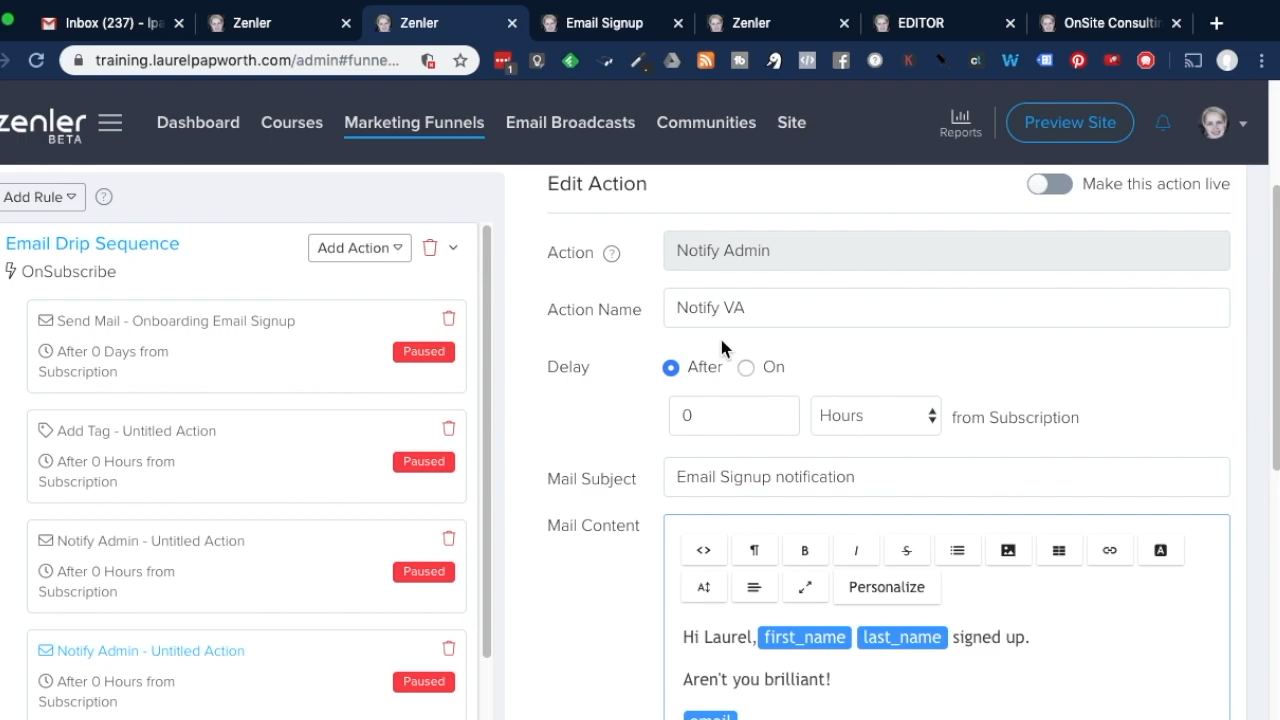 Inbox (237) - lpa
Zenler
Zenler
Email Signup
Zenler
EDITOR
OnSite Consultin
training.laurelpapworth.com/admin#funne...
1
zenler
BETA
Dashboard
Courses
Marketing Funnels
Email Broadcasts
Communities
Site
Reports
Preview Site
Add Rule
?
Email Drip Sequence
Add Action
OnSubscribe
Send Mail - Onboarding Email Signup
After 0 Days from
Subscription
Paused
Add Tag - Untitled Action
After 0 Hours from
Subscription
Paused
Notify Admin - Untitled Action
After 0 Hours from
Subscription
Paused
Notify Admin - Untitled Action
After 0 Hours from
Subscription
Paused
Edit Action
Make this action live
Action ?
Notify Admin
Action Name
Notify VA
Delay
After
On
0
Hours
from Subscription
Mail Subject
Email Signup notification
Mail Content
Personalize
Hi Laurel, first_name last_name signed up.
Aren't you brilliant!
email